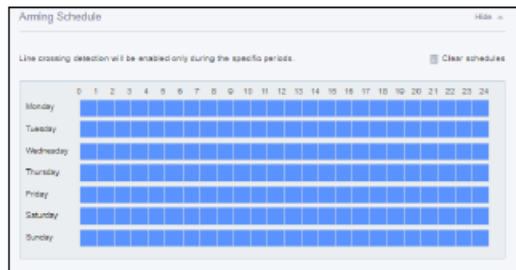 Arming Schedule Hide
Line crossing detection will be enabled only during the specific periods. Clear schedules
0 1 2 3 4 5 6 7 8 9 10 11 12 13 14 15 16 17 18 19 20 21 22 23 24
Monday
Tuesday
Wednesday
Thursday
Friday
Saturday
Sunday